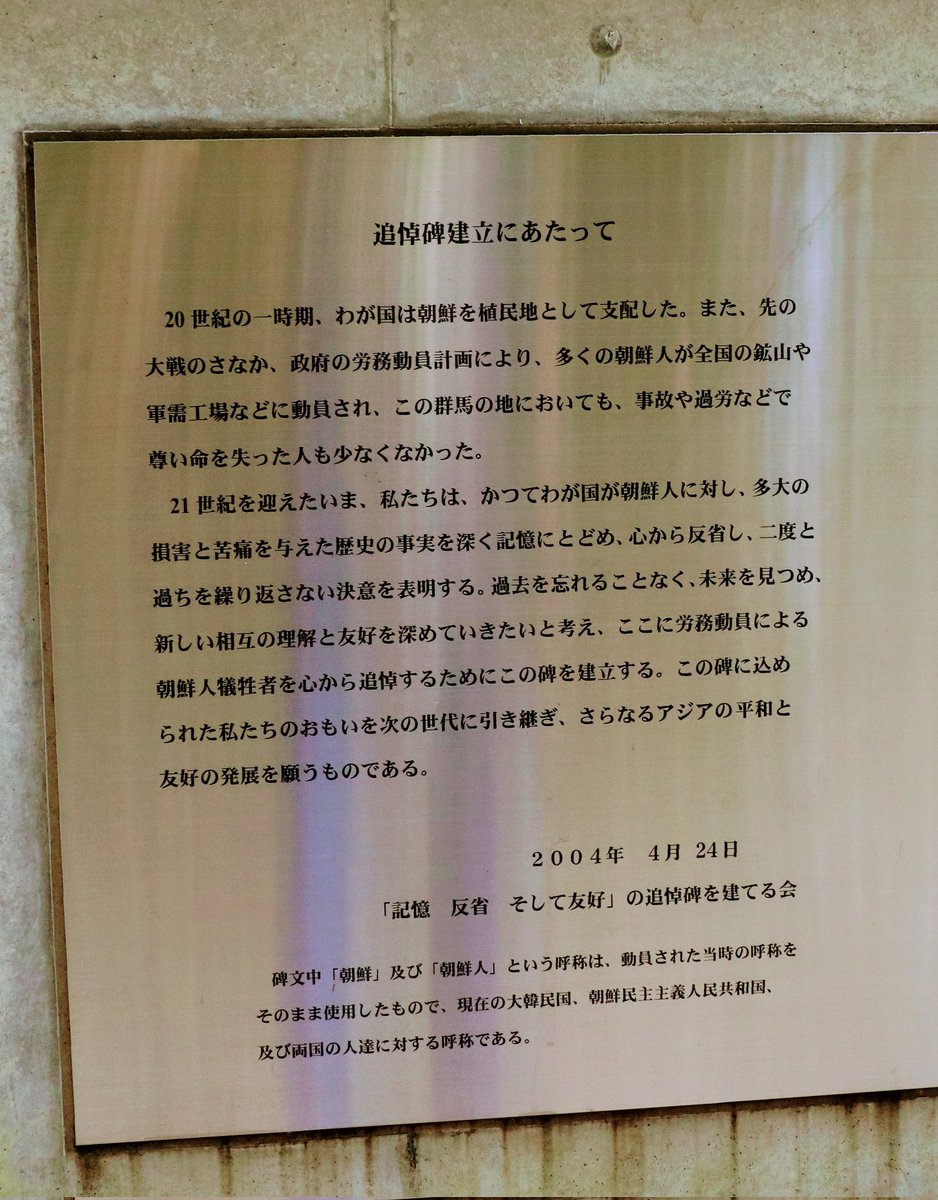 追悼碑建立にあたって
20世紀の一時期、わが国は朝鮮を植民地として支配した。また、先の
大戦のさなか、政府の労務動員計画により、多くの朝鮮人が全国の鉱山や
軍需工場などに動員され、この群馬の地においても、事故や過労などで
尊い命を失った人も少なくなかった。
21世紀を迎えたいま、私たちは、かつてわが国が朝鮮人に対し、多大の
損害と苦痛を与えた歴史の事実を深く記憶にとどめ、心から反省し、二度と
過ちを繰り返さない決意を表明する。過去を忘れることなく、未来を見つめ、
新しい相互の理解と友好を深めていきたいと考え、ここに労務動員による
朝鮮人犠牲者を心から追悼するためにこの碑を建立する。この碑に込め
られた私たちのおもいを次の世代に引き継ぎ、さらなるアジアの平和と
友好の発展を願うものである。
2004年 4月 24日
「記憶 反省 そして友好」の追悼碑を建てる会
碑文中「朝鮮」及び「朝鮮人」という呼称は、動員された当時の呼称を
そのまま使用したもので、現在の大韓民国、朝鮮民主主義人民共和国、
及び両国の人達に対する呼称である。